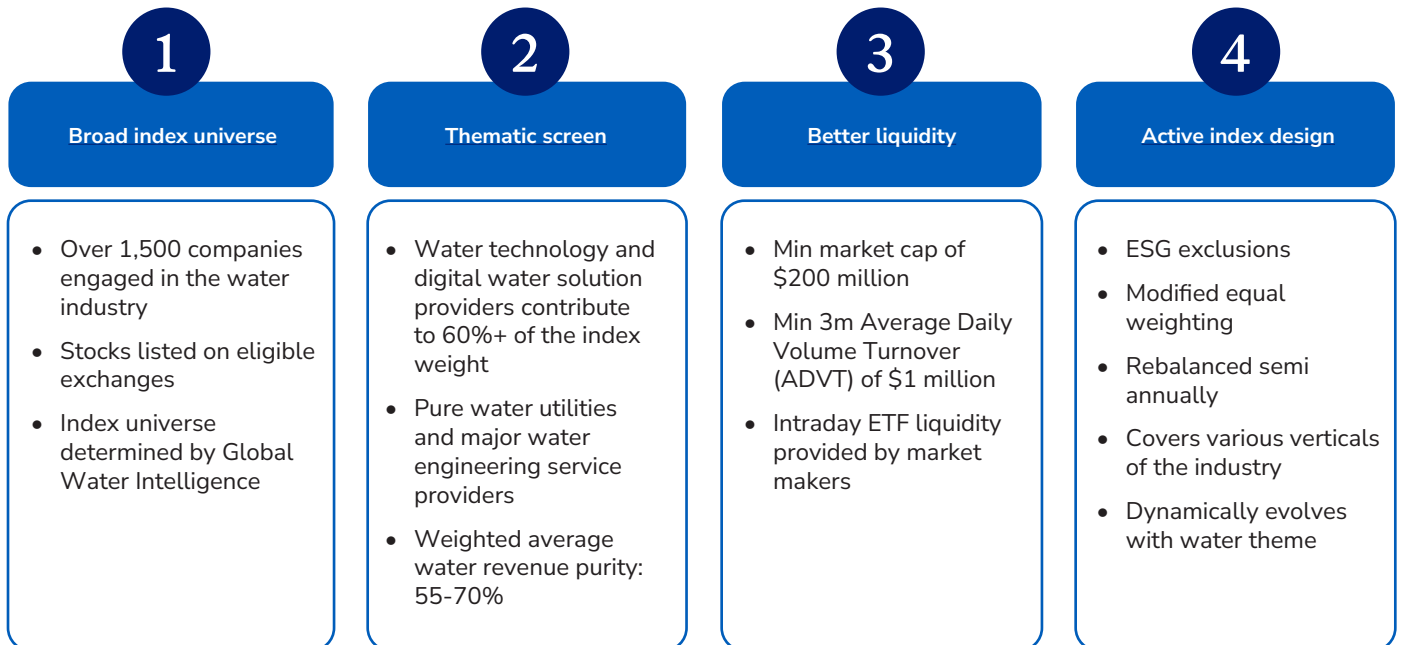 1
Broad index universe
• Over 1,500 companies
engaged in the water
industry
• Stocks listed on eligible
exchanges
• Index universe
determined by Global
Water Intelligence
2
Thematic screen
• Water technology and
digital water solution
providers contribute
to 60%+ of the index
weight
• Pure water utilities
and major water
engineering service
providers
• Weighted average
water revenue purity:
55-70%
3
Better liquidity
• Min market cap of
$200 million
• Min 3m Average Daily
Volume Turnover
(ADVT) of $1 million
• Intraday ETF liquidity
provided by market
makers
4
Active index design
• ESG exclusions
• Modified equal
weighting
• Rebalanced semi
annually
• Covers various verticals
of the industry
• Dynamically evolves
with water theme